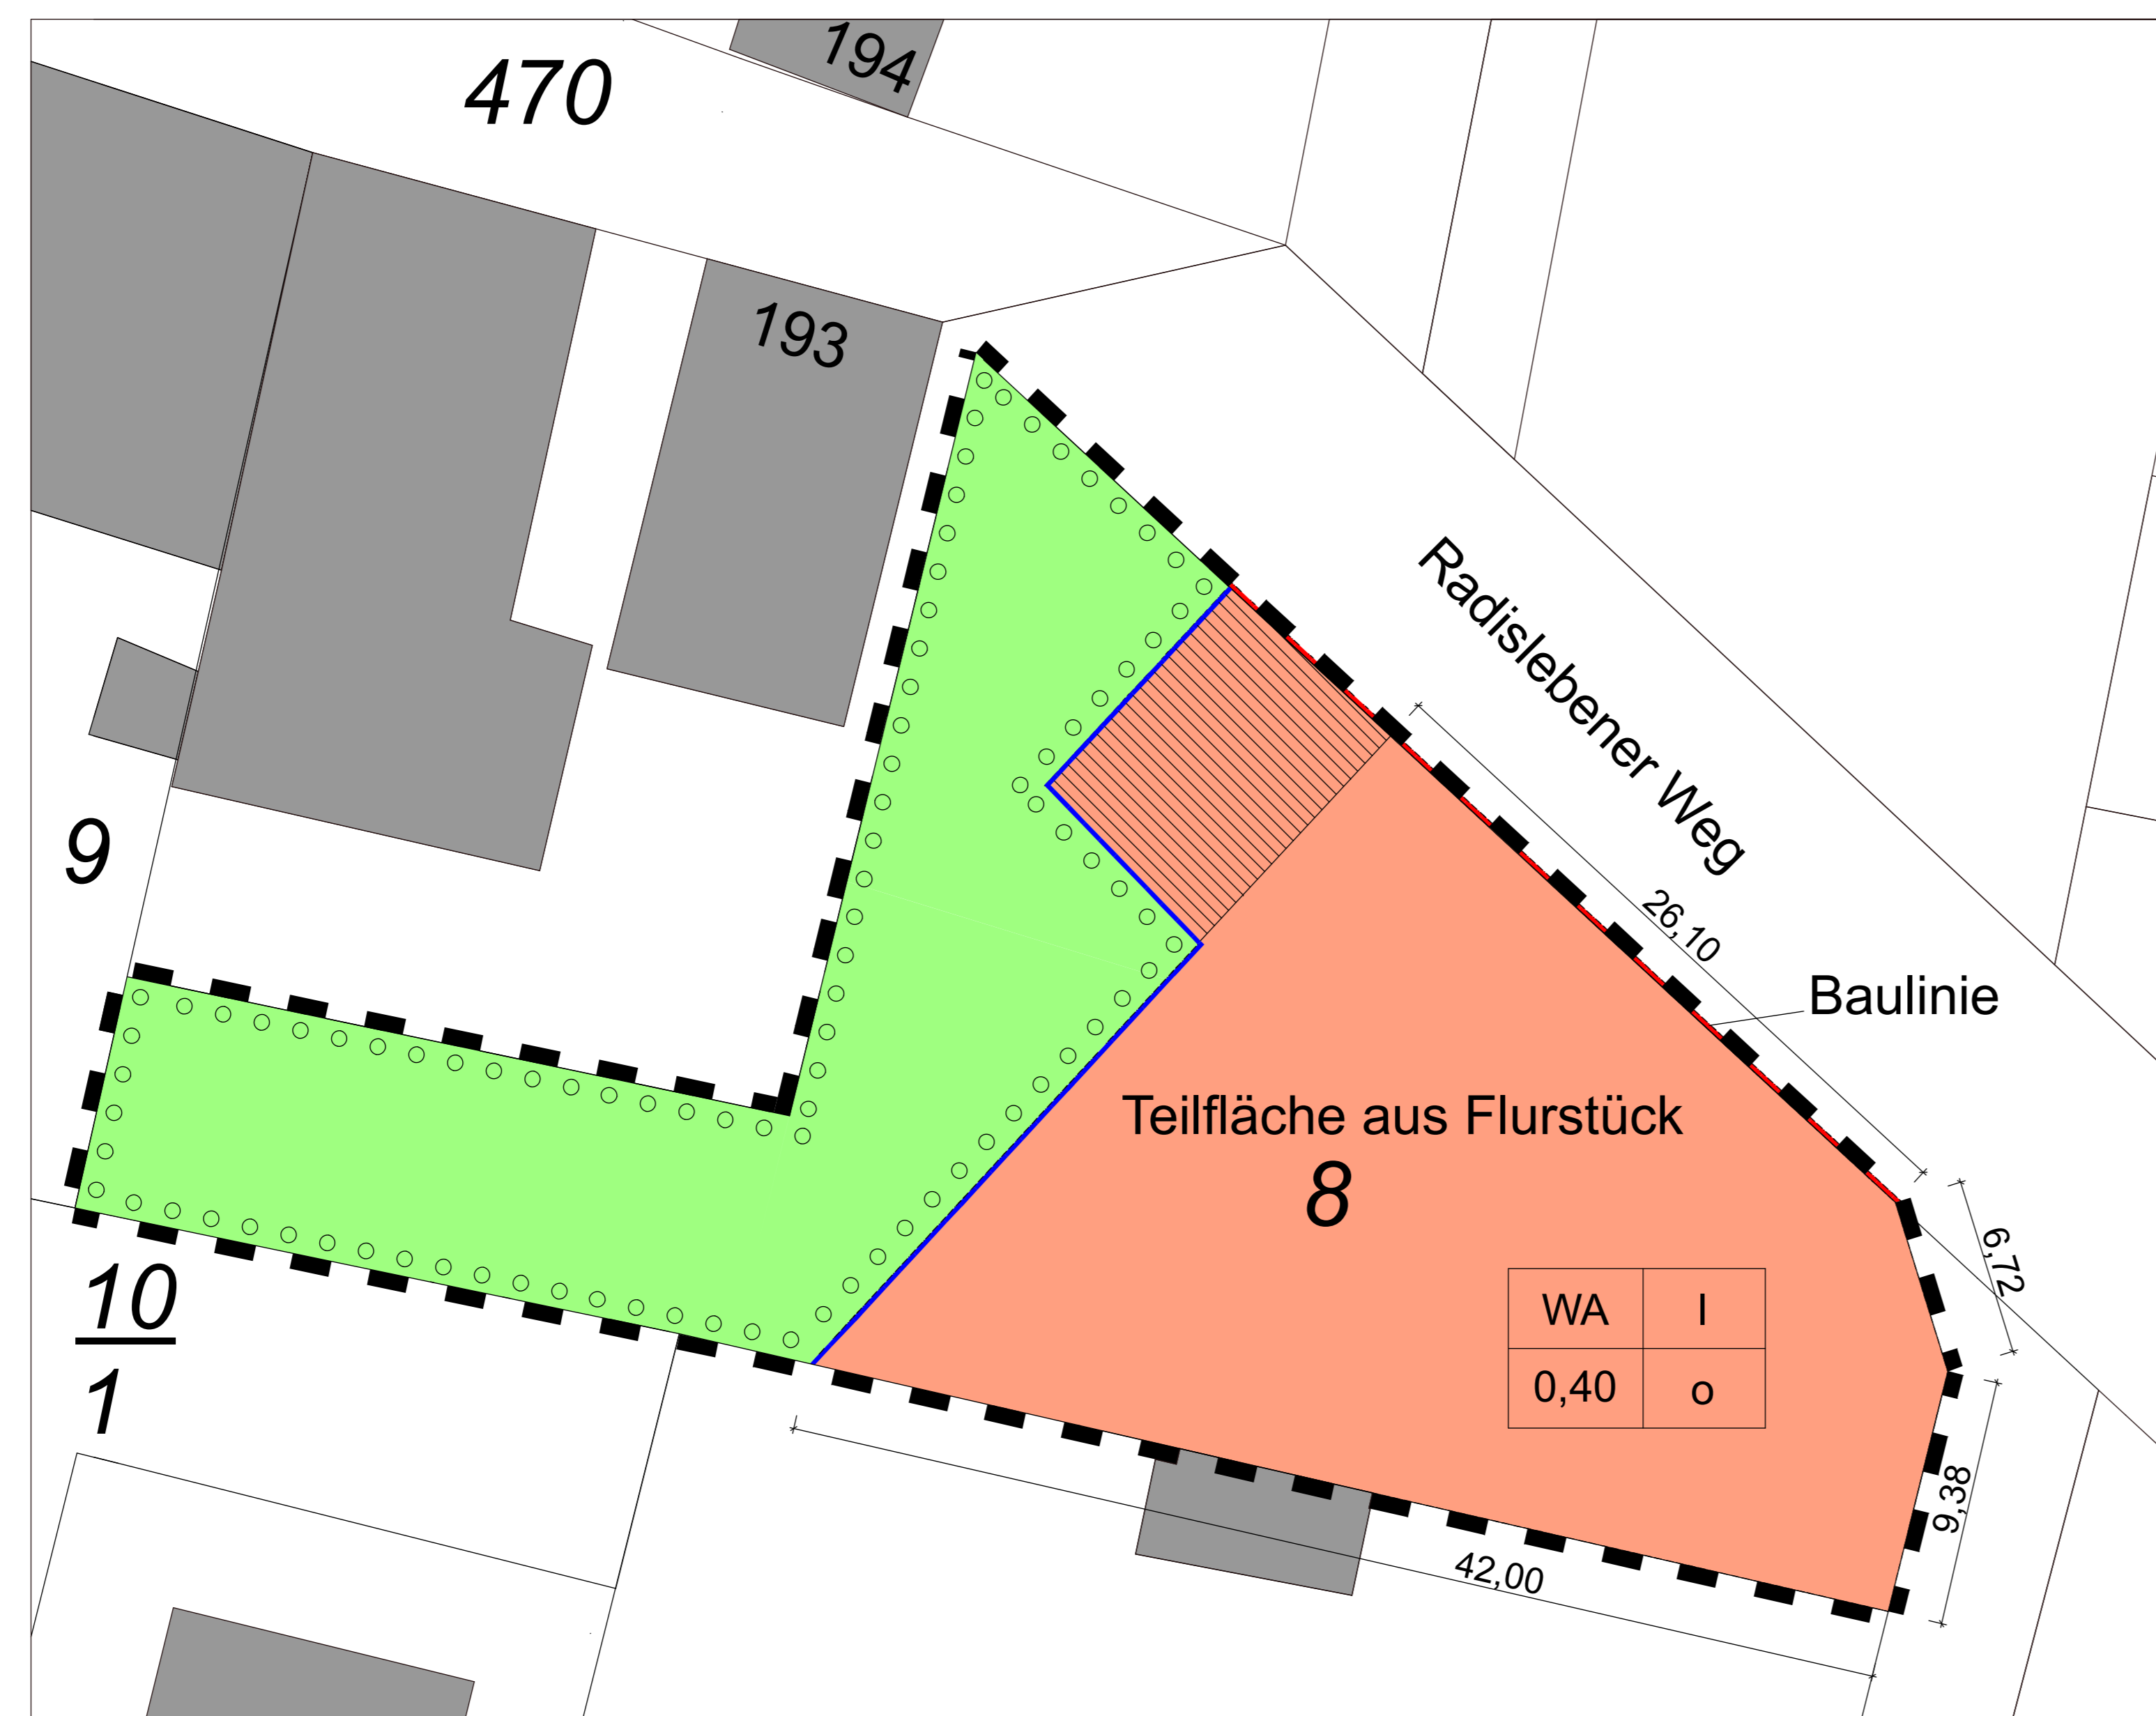 470
194
193
Radislebener Weg
9
26,10
Baulinie
Teilfläche aus Flurstück
8
6,72
10
1
WA I
0,40 o
9,38
42,00